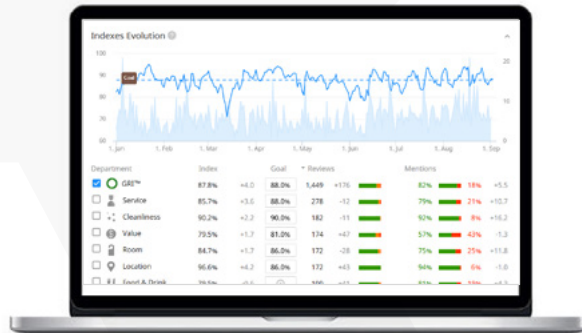 Indexes Evolution
100
90
80
70
60
20
10
0
Goal
1. Jan 1. Feb 1. Mar 1. Apr 1. May 1. Jun 1. Jul 1. Aug 1. Sep
Department Index Goal Reviews Mentions
GRI™ 87.8% +4.0 88.0% 1,449 +176 82% 18% +5.5
Service 85.7% +3.6 88.0% 278 -12 79% 21% +10.7
Cleanliness 90.2% +2.2 90.0% 182 -11 92% 8% +16.2
Value 79.5% +1.7 81.0% 174 +47 57% 43% -1.3
Room 84.7% +1.7 86.0% 172 -28 75% 25% +11.8
Location 96.6% +4.2 86.0% 172 +43 94% 6% -1.0
Food & Drink